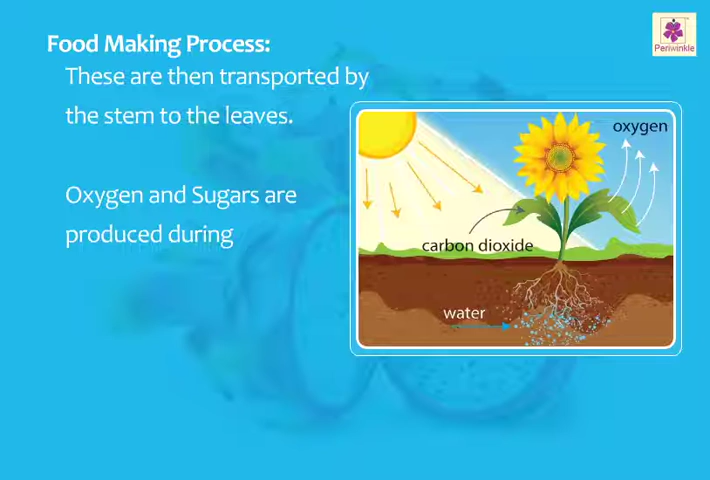 Food Making Process:
These are then transported by
the stem to the leaves.
Oxygen and Sugars are
produced during
Periwinkle
oxygen
carbon dioxide
water